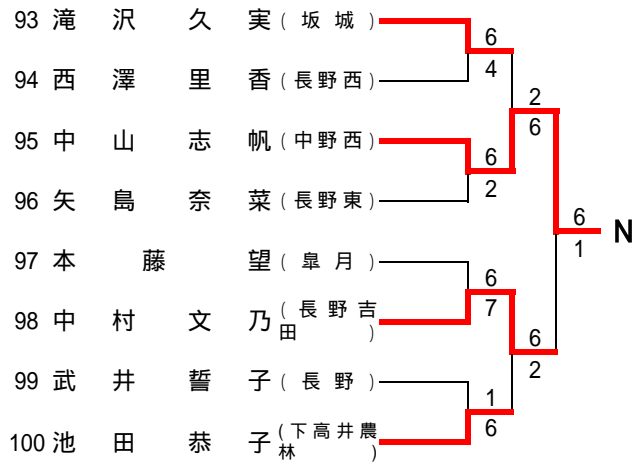 93 滝沢久実 (坂城)
6
4
94 西澤里香 (長野西)
2
6
95 中山志帆 (中野西)
6
2
96 矢島奈菜 (長野東)
6
1
N
97 本藤望 (皐月)
6
7
98 中村文乃 (長野吉田)
6
2
99 武井誓子 (長野)
1
6
100 池田恭子 (下高井農林)